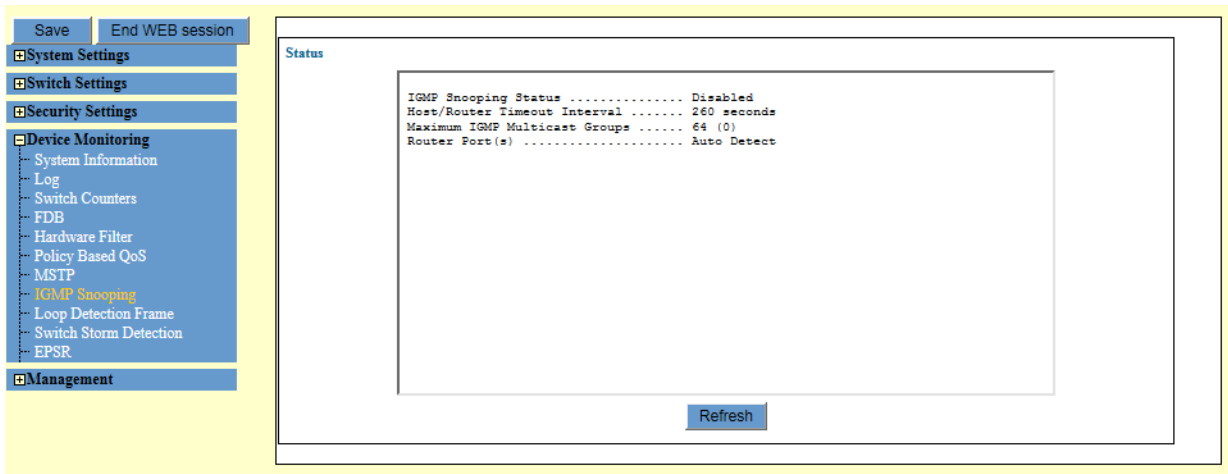 Save
End WEB session
System Settings
Switch Settings
Security Settings
Device Monitoring
System Information
Log
Switch Counters
FDB
Hardware Filter
Policy Based QoS
MSTP
IGMP Snooping
Loop Detection Frame
Switch Storm Detection
EPSR
Management
Status
IGMP Snooping Status ............... Disabled
Host/Router Timeout Interval ....... 260 seconds
Maximum IGMP Multicast Groups ...... 64 (0)
Router Port(s) ..................... Auto Detect
Refresh